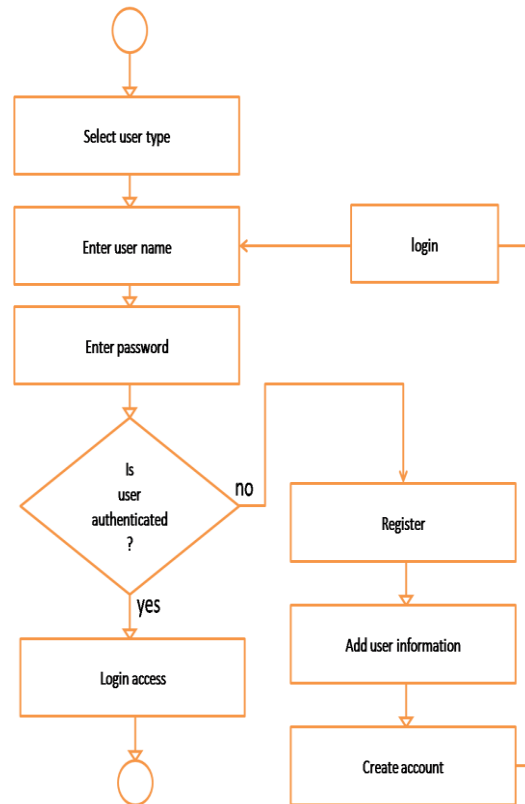 Select user type
Enter user name
login
Enter password
Is
user
authenticated
?
no
yes
Register
Add user information
Login access
Create account